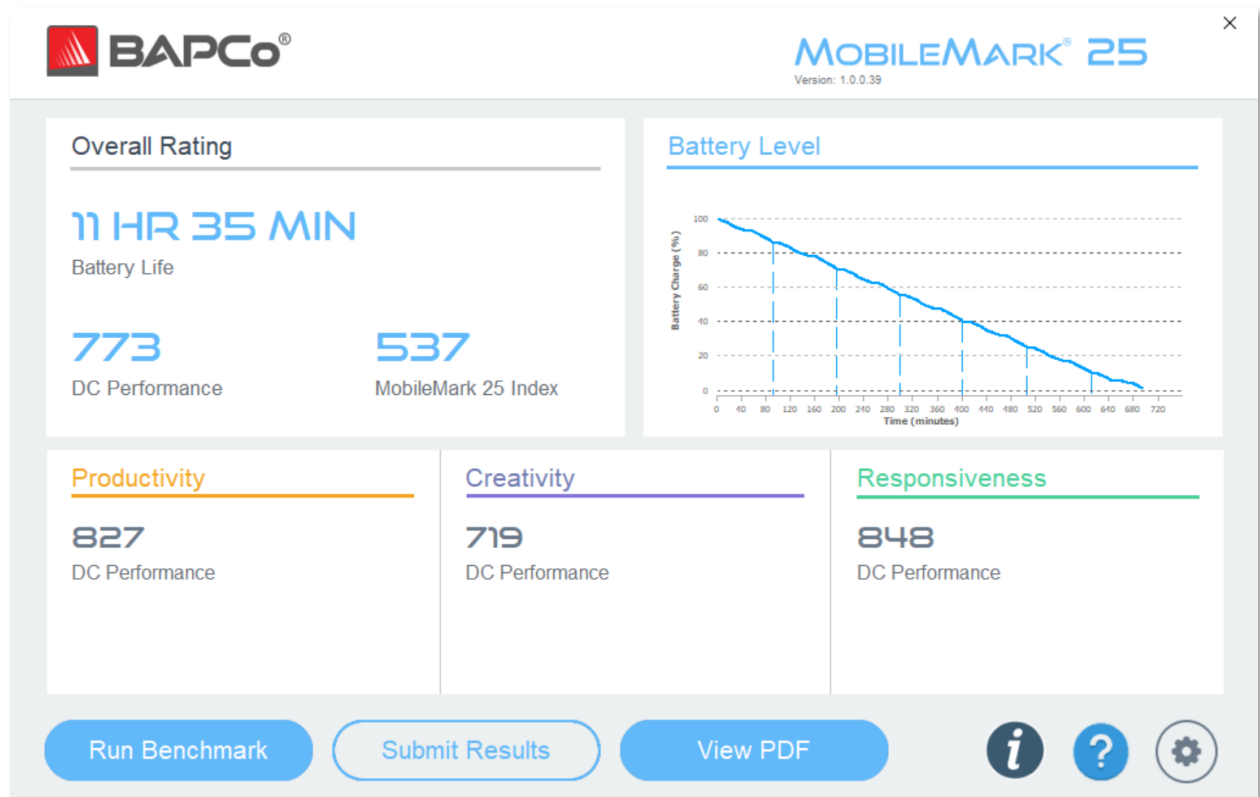 BAPCo®
MOBILEMARK® 25
Version: 1.0.0.39
Overall Rating
11 HR 35 MIN
Battery Life
773
DC Performance
537
MobileMark 25 Index
Battery Level
Battery Charge (%)
100
80
60
40
20
0
0 40 80 120 160 200 240 280 320 360 400 440 480 520 560 600 640 680 720
Time (minutes)
Productivity
827
DC Performance
Creativity
719
DC Performance
Responsiveness
848
DC Performance
Run Benchmark
Submit Results
View PDF
i
?